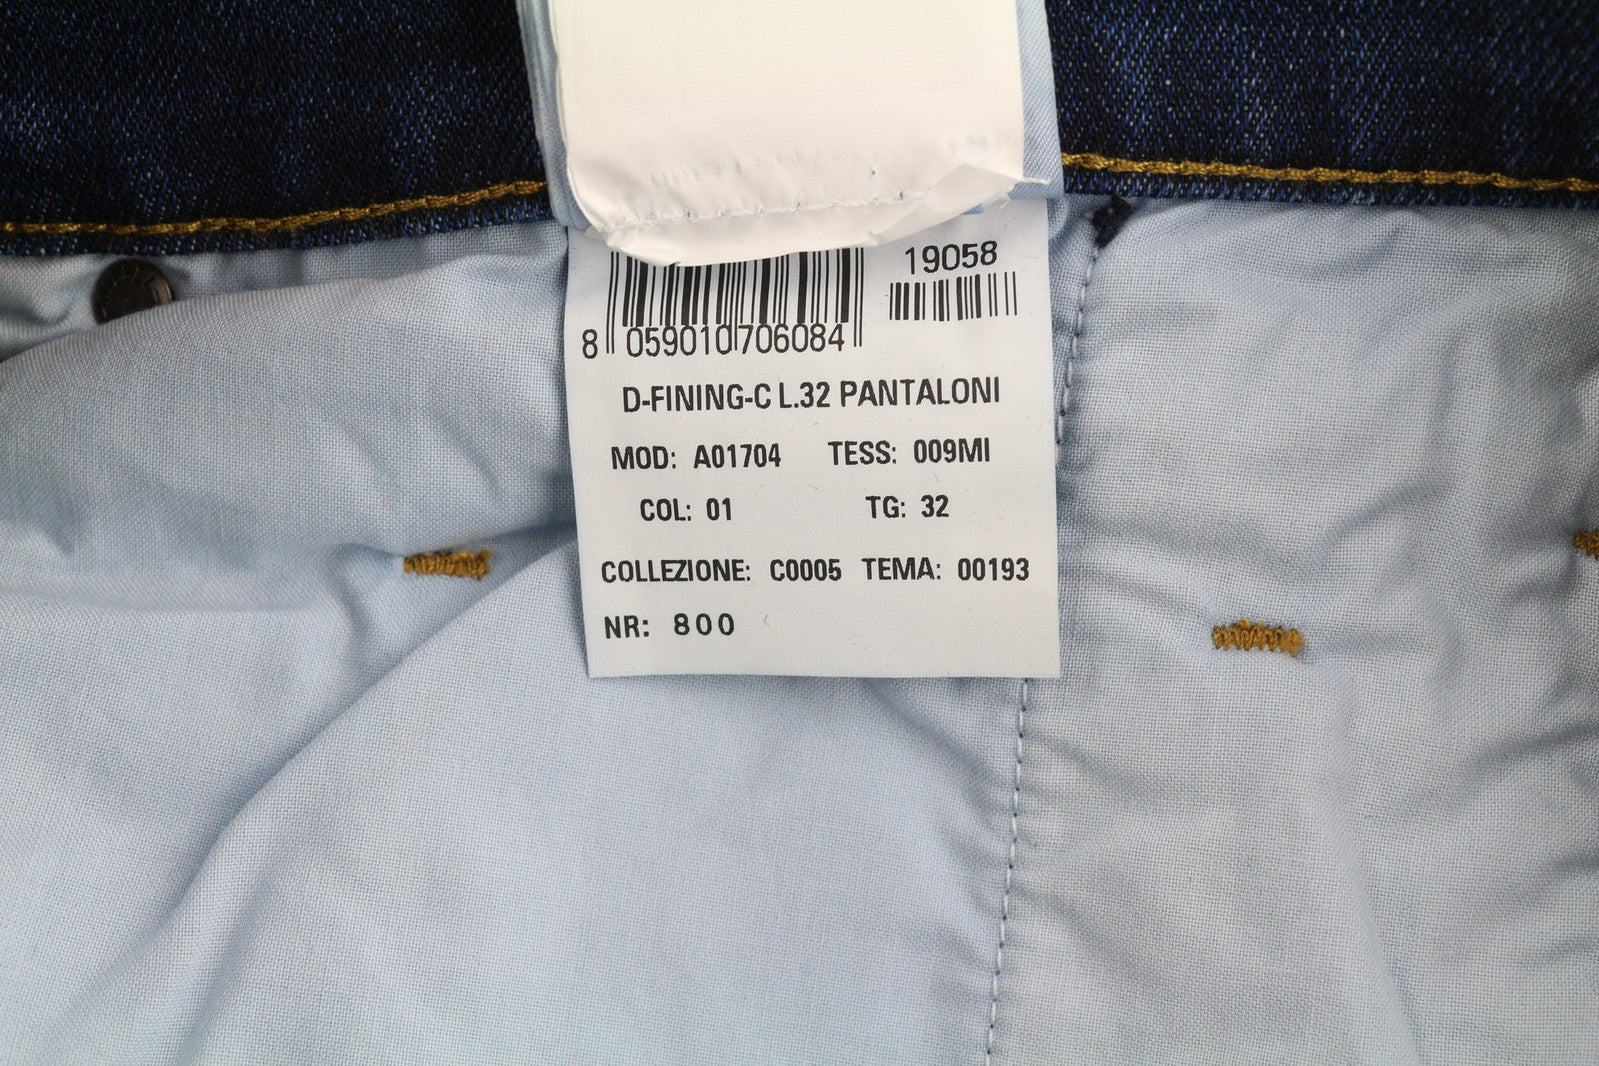 19058
8 059010 706084
D-FINING-C L.32 PANTALONI
MOD: A01704 TESS: 009MI
COL: 01 TG: 32
COLLEZIONE: C0005 TEMA: 00193
NR: 800